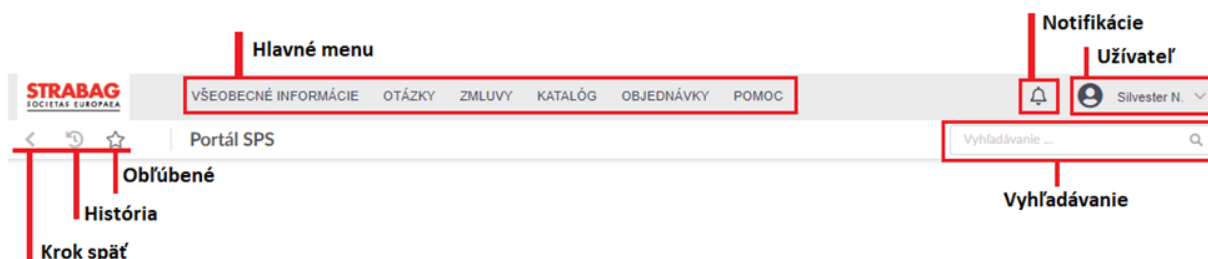 Notifikácie
Hlavné menu
Užívateľ
STRABAG
SOCIETAS EUROPAEA
VŠEOBECNÉ INFORMÁCIE OTÁZKY ZMLUVY KATALÓG OBJEDNÁVKY POMOC
Silvester N.
Portál SPS
Vyhľadávanie ...
Obľúbené
Vyhľadávanie
História
Krok späť